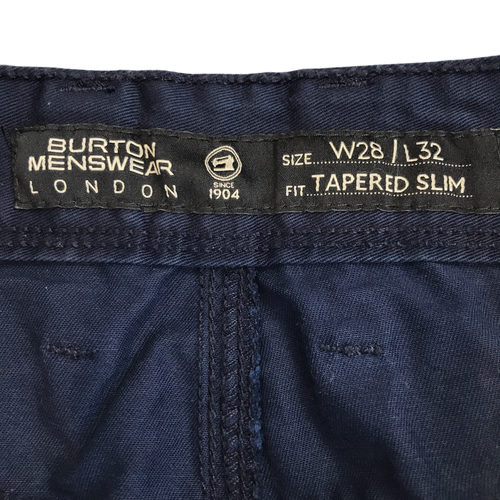 BURTON
MENSWEAR
LONDON
SINCE
1904
SIZE W28/L32
FIT TAPERED SLIM